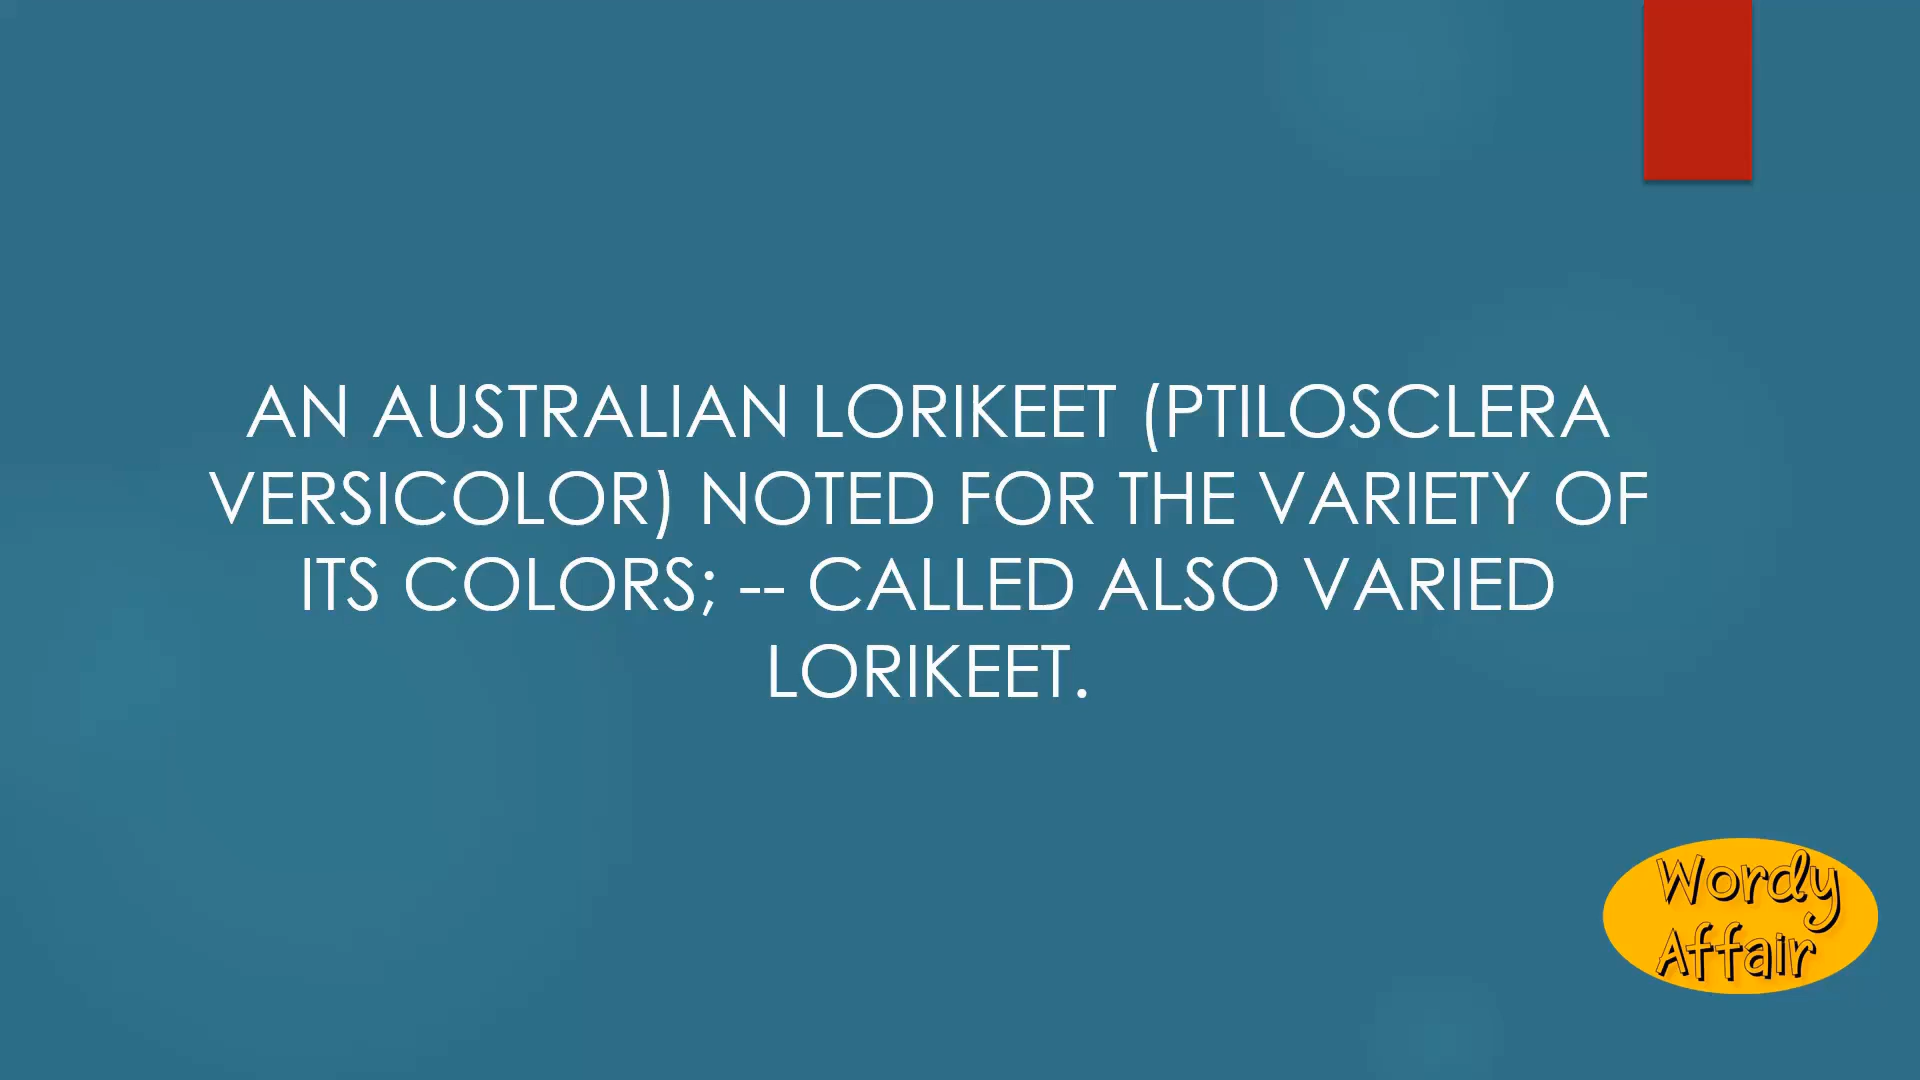 AN AUSTRALIAN LORIKEET (PTILOSCLERA
VERSICOLOR) NOTED FOR THE VARIETY OF
ITS COLORS; -- CALLED ALSO VARIED
LORIKEET.
Wordy
Affair